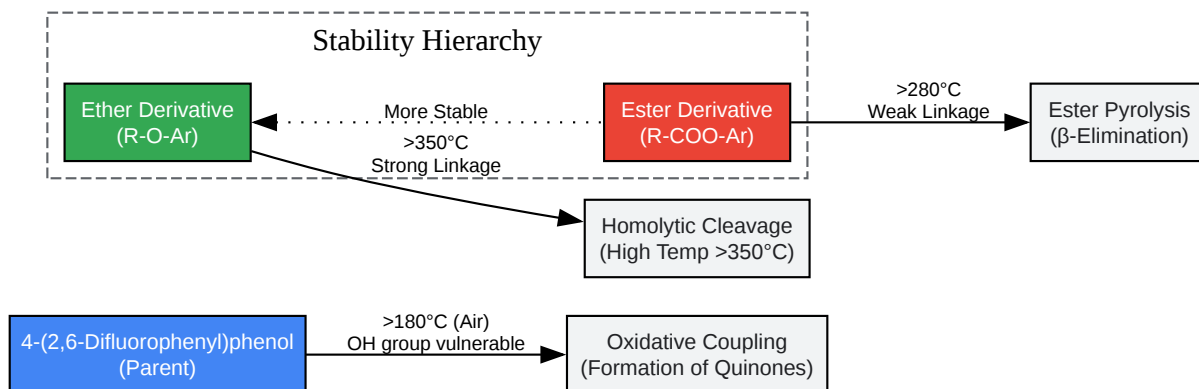 Stability Hierarchy
Ether Derivative
(R-O-Ar)
More Stable
>350°C
Strong Linkage
Ester Derivative
(R-COO-Ar)
>280°C
Weak Linkage
Ester Pyrolysis
(β-Elimination)
Homolytic Cleavage
(High Temp >350°C)
4-(2,6-Difluorophenyl)phenol
(Parent)
>180°C (Air)
OH group vulnerable
Oxidative Coupling
(Formation of Quinones)